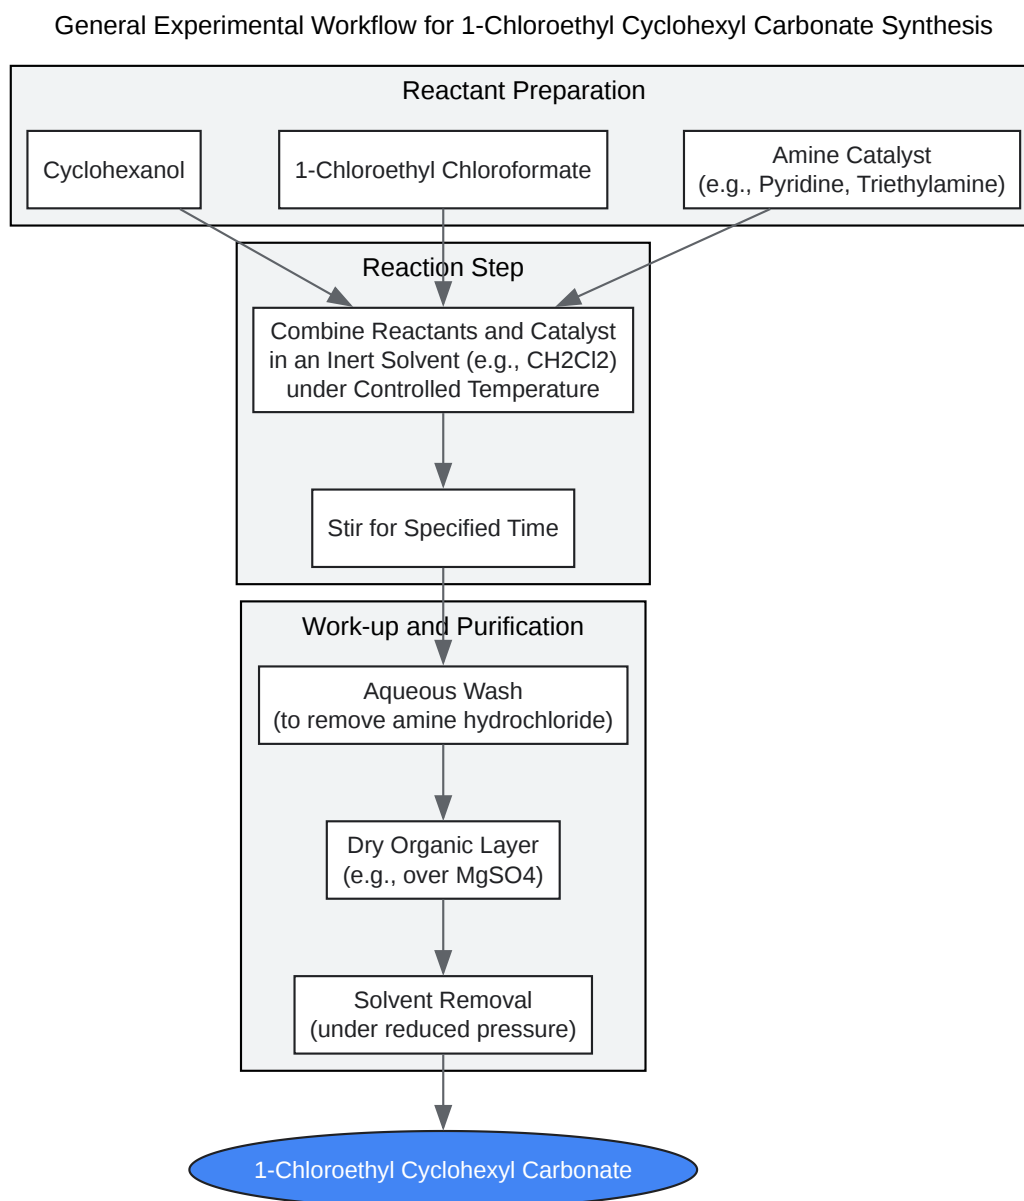 General Experimental Workflow for 1-Chloroethyl Cyclohexyl Carbonate Synthesis
Reactant Preparation
Cyclohexanol
1-Chloroethyl Chloroformate
Amine Catalyst
(e.g., Pyridine, Triethylamine)
Reaction Step
Combine Reactants and Catalyst
in an Inert Solvent (e.g., CH2Cl2)
under Controlled Temperature
Stir for Specified Time
Work-up and Purification
Aqueous Wash
(to remove amine hydrochloride)
Dry Organic Layer
(e.g., over MgSO4)
Solvent Removal
(under reduced pressure)
1-Chloroethyl Cyclohexyl Carbonate